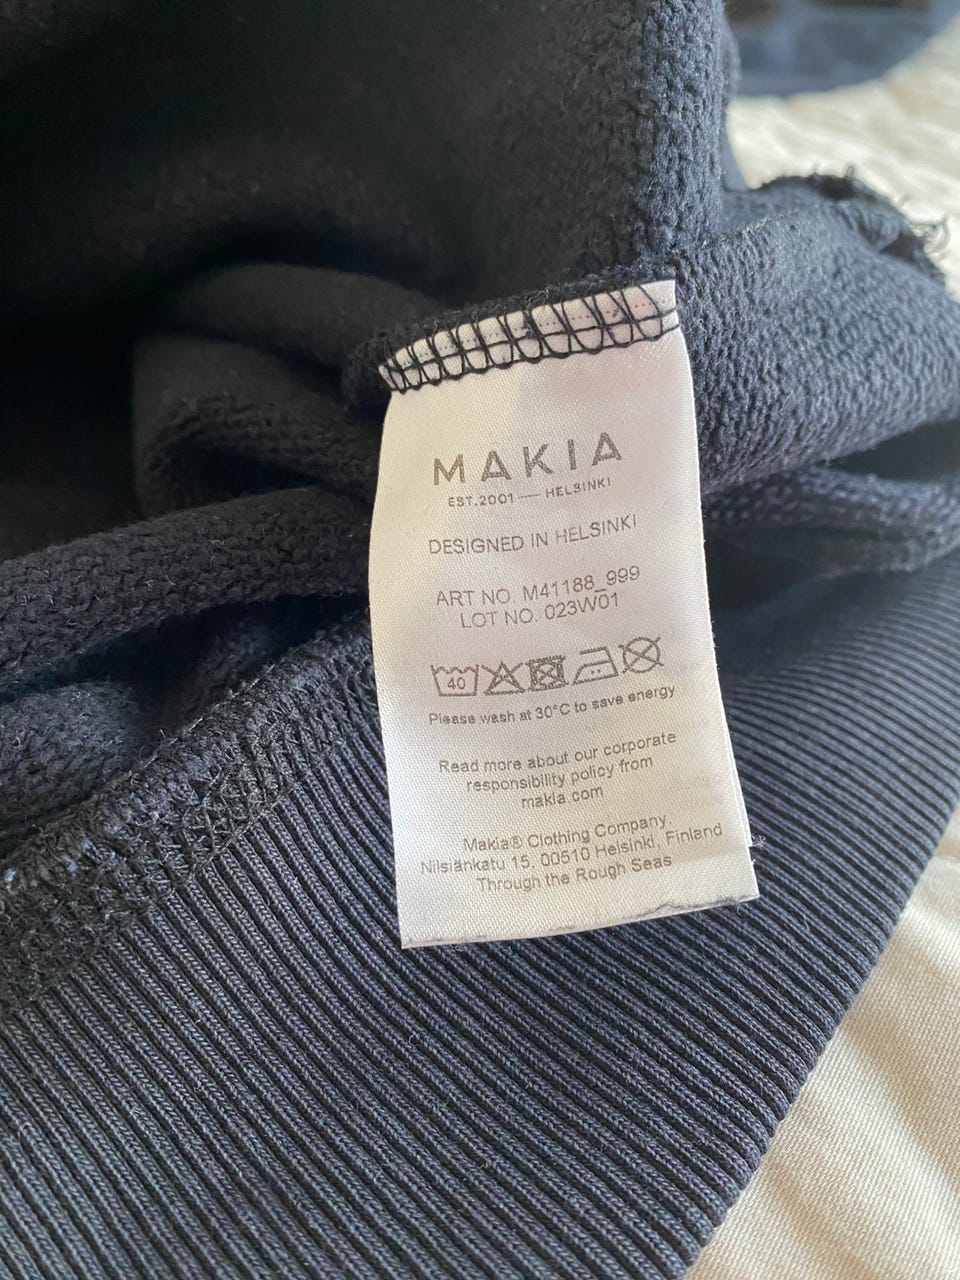 MAKIA
EST.2001 — HELSINKI
DESIGNED IN HELSINKI
ART NO. M41188_999
LOT NO. 023W01
40
Please wash at 30°C to save energy
Read more about our corporate
responsibility policy from
makia.com
Makia® Clothing Company.
Nilsiänkatu 15, 00510 Helsinki, Finland
Through the Rough Seas